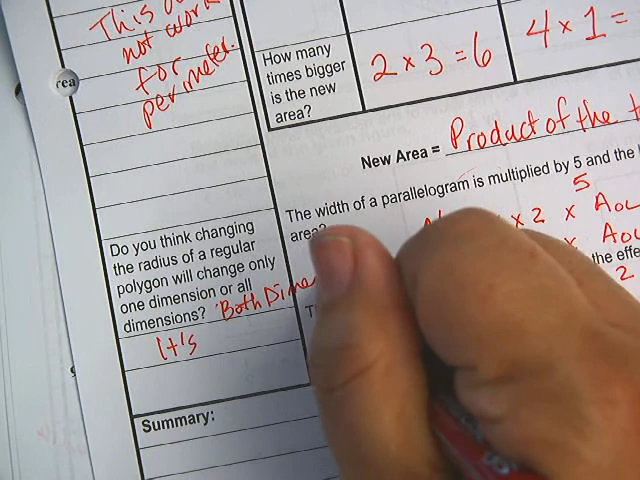 This
not work
for
perimeter.
rea
How many
times bigger
is the new
area?
2 × 3 = 6
4 × 1 =
New Area = Product of the
The width of a parallelogram is multiplied by 5 and the
area?
5
× 2 × AOL
× AOL
the effe
2
Do you think changing
the radius of a regular
polygon will change only
one dimension or all
dimensions? "Both Dime
It's
Summary: